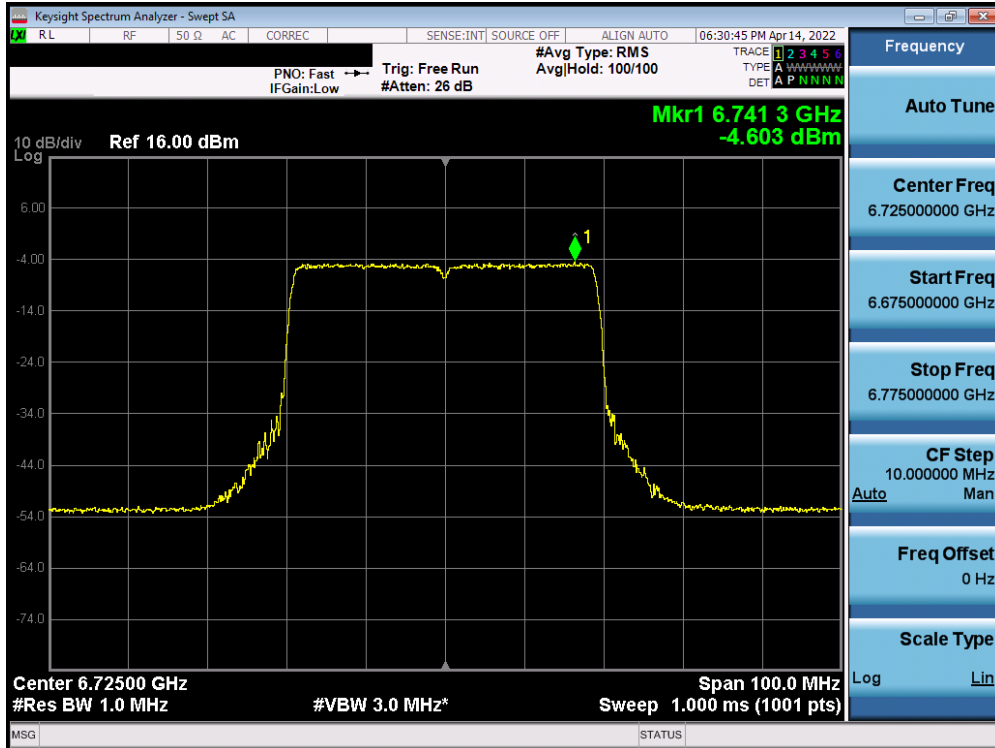 Keysight Spectrum Analyzer - Swept SA
LXI RL RF 50 Ω AC CORREC SENSE:INT SOURCE OFF ALIGN AUTO 06:30:45 PM Apr 14, 2022
PNO: Fast
IFGain:Low
Trig: Free Run
#Atten: 26 dB
#Avg Type: RMS
Avg|Hold: 100/100
TRACE 1 2 3 4 5 6
TYPE A WWWWW
DET A P N N N N
Mkr1 6.741 3 GHz
-4.603 dBm
10 dB/div Ref 16.00 dBm
Log
1
6.00
-4.00
-14.0
-24.0
-34.0
-44.0
-54.0
-64.0
-74.0
Center 6.72500 GHz Span 100.0 MHz
#Res BW 1.0 MHz #VBW 3.0 MHz* Sweep 1.000 ms (1001 pts)
MSG STATUS
Frequency
Auto Tune
Center Freq
6.725000000 GHz
Start Freq
6.675000000 GHz
Stop Freq
6.775000000 GHz
CF Step
10.000000 MHz
Auto Man
Freq Offset
0 Hz
Scale Type
Log Lin